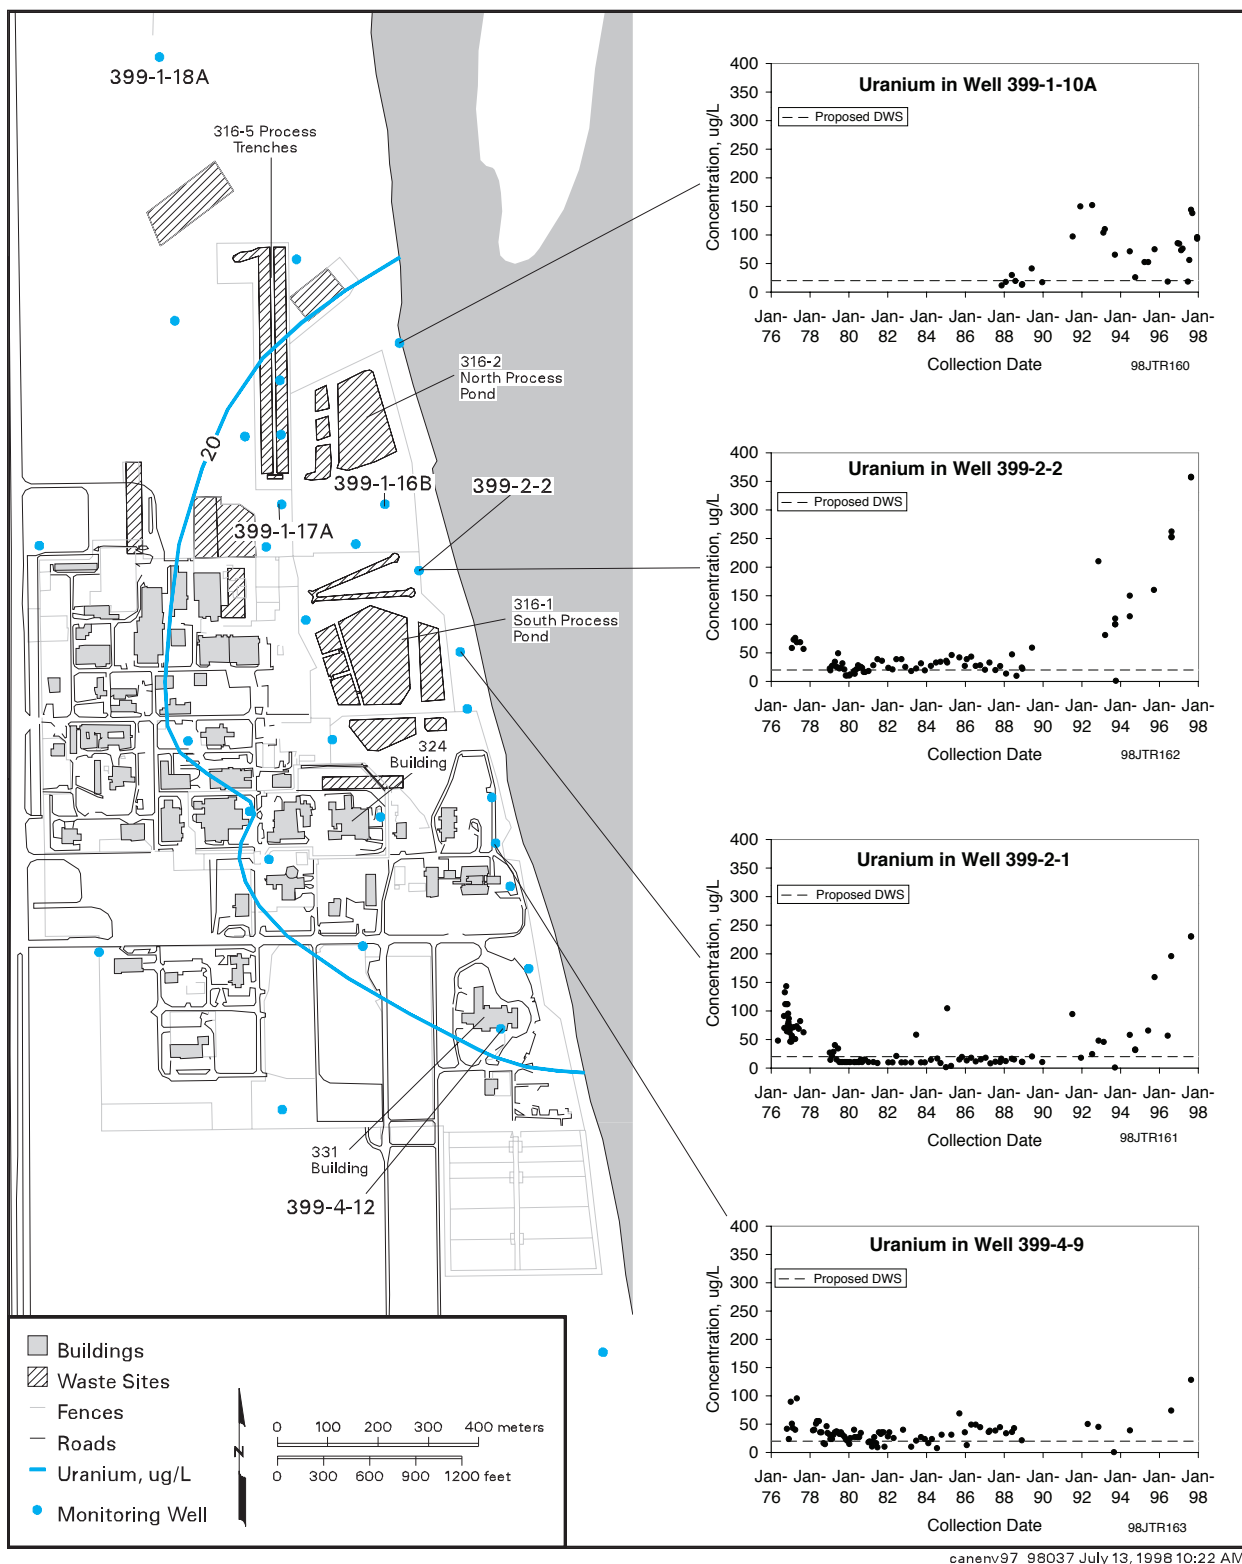 399-1-18A
316-5 Process
Trenches
20
316-2
North Process
Pond
399-1-16B
399-2-2
399-1-17A
316-1
South Process
Pond
324
Building
331
Building
399-4-12
Buildings
Waste Sites
Fences
Roads
Uranium, ug/L
Monitoring Well
N
0 100 200 300 400 meters
0 300 600 900 1200 feet
Uranium in Well 399-1-10A
Proposed DWS
Concentration, ug/L
400
350
300
250
200
150
100
50
0
Jan- Jan- Jan- Jan- Jan- Jan- Jan- Jan- Jan- Jan- Jan- Jan-
76 78 80 82 84 86 88 90 92 94 96 98
Collection Date
98JTR160
Uranium in Well 399-2-2
Proposed DWS
Concentration, ug/L
400
350
300
250
200
150
100
50
0
Jan- Jan- Jan- Jan- Jan- Jan- Jan- Jan- Jan- Jan- Jan- Jan-
76 78 80 82 84 86 88 90 92 94 96 98
Collection Date
98JTR162
Uranium in Well 399-2-1
Proposed DWS
Concentration, ug/L
400
350
300
250
200
150
100
50
0
Jan- Jan- Jan- Jan- Jan- Jan- Jan- Jan- Jan- Jan- Jan- Jan-
76 78 80 82 84 86 88 90 92 94 96 98
Collection Date
98JTR161
Uranium in Well 399-4-9
Proposed DWS
Concentration, ug/L
400
350
300
250
200
150
100
50
0
Jan- Jan- Jan- Jan- Jan- Jan- Jan- Jan- Jan- Jan- Jan- Jan-
76 78 80 82 84 86 88 90 92 94 96 98
Collection Date
98JTR163
canenv97_98037 July 13, 1998 10:22 AM